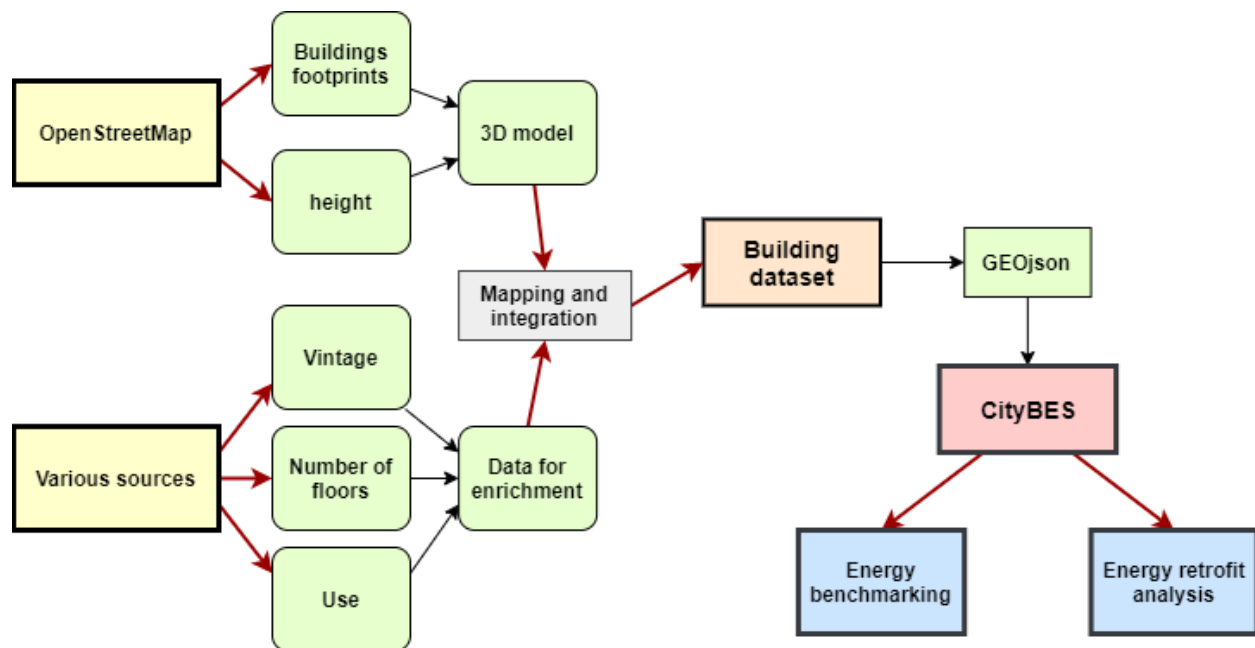 Buildings
footprints
OpenStreetMap
3D model
height
Building
dataset
GEOjson
Mapping and
integration
Vintage
CityBES
Various sources
Number of
floors
Data for
enrichment
Energy
benchmarking
Energy retrofit
analysis
Use